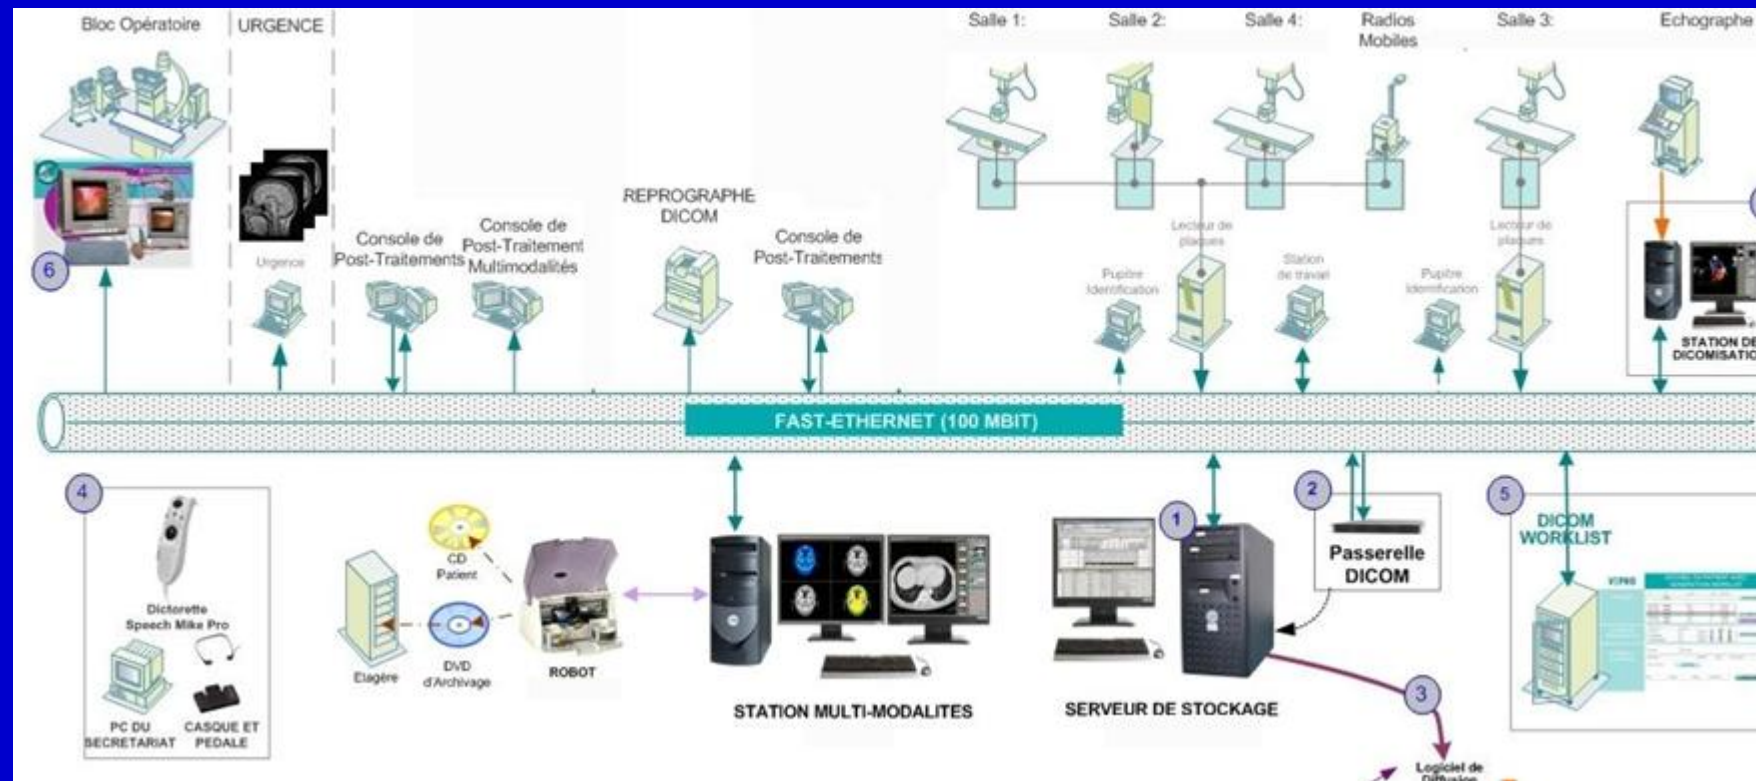 Bloc Opératoire
URGENCE
Salle 1:
Salle 2:
Salle 4:
Radios
Mobiles
Salle 3:
Echographe
6
Urgence
Console de
Post-Traitements
Console de
Post-Traitement
Multimodalités
REPROGRAPHE
DICOM
Console de
Post-Traitements
Lecteur de
plaques
Pupitre
Identification
Station
de travail
Pupitre
Identification
Lecteur de
plaques
STATION DE
DICOMISATIO
FAST-ETHERNET (100 MBIT)
4
Dictorette
Speech Mike Pro
PC DU
SECRETARIAT
CASQUE ET
PEDALE
Etagère
CD
Patient
DVD
d'Archivage
ROBOT
STATION MULTI-MODALITES
1
SERVEUR DE STOCKAGE
2
Passerelle
DICOM
3
Logiciel de
Diffusion
5
DICOM
WORKLIST